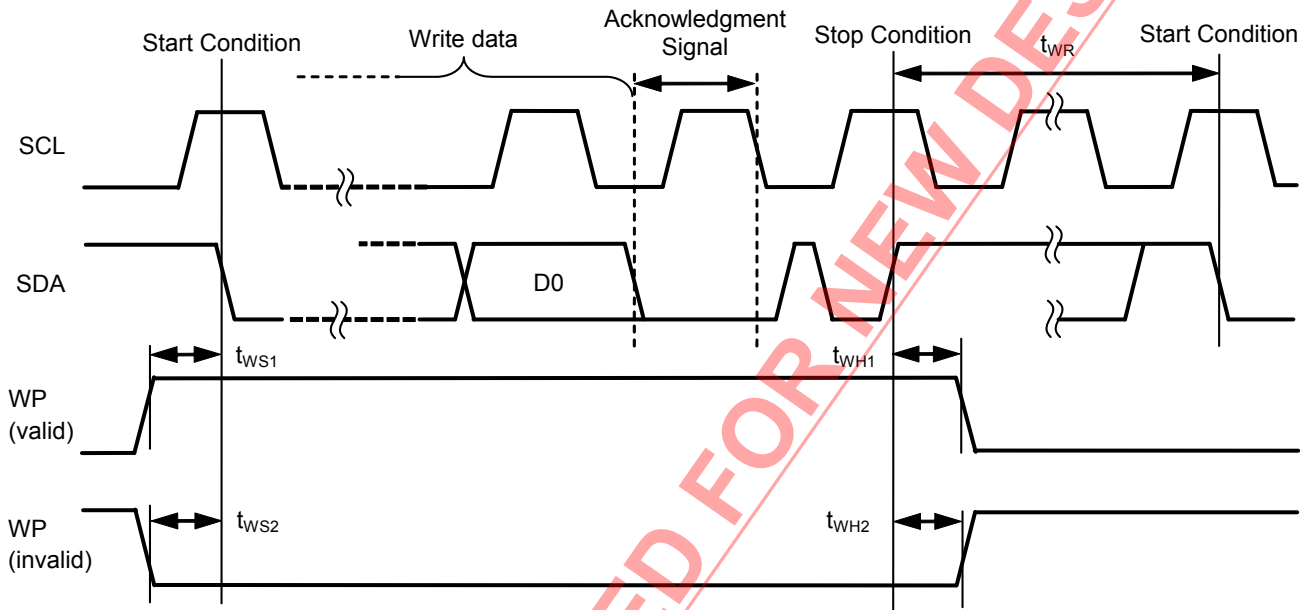 Start Condition
Write data
Acknowledgment
Signal
Stop Condition
tWR
Start Condition
SCL
SDA
D0
tWS1
tWH1
WP
(valid)
tWS2
tWH2
WP
(invalid)
ED FOR NEW DES